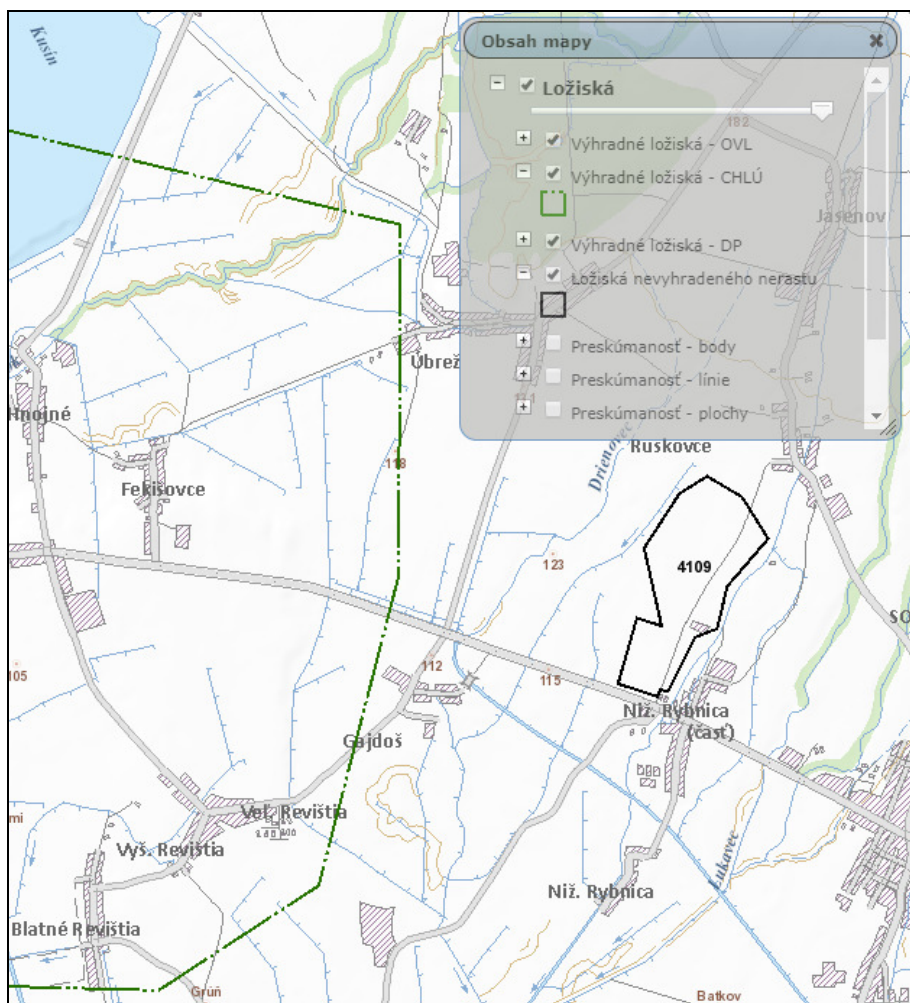 Kusín
Obsah mapy
Ložiská
182
Výhradné ložiská - OVL
Výhradné ložiská - CHLÚ
Jasenov
Výhradné ložiská - DP
Ložiská nevyhradeného nerastu
Preskúmanosť - body
Úbrež
Preskúmanosť - línie
Hnojné
Preskúmanosť - plochy
Ruskovce
Drienovec
118
Fekišovce
123
4109
SO
105
112
115
Niž. Rybnica
(časť)
Gajdoš
Veľ. Revištia
mi
Vyš. Revištia
Lukavec
Niž. Rybnica
Blatné Revištia
Grúň
Batkov